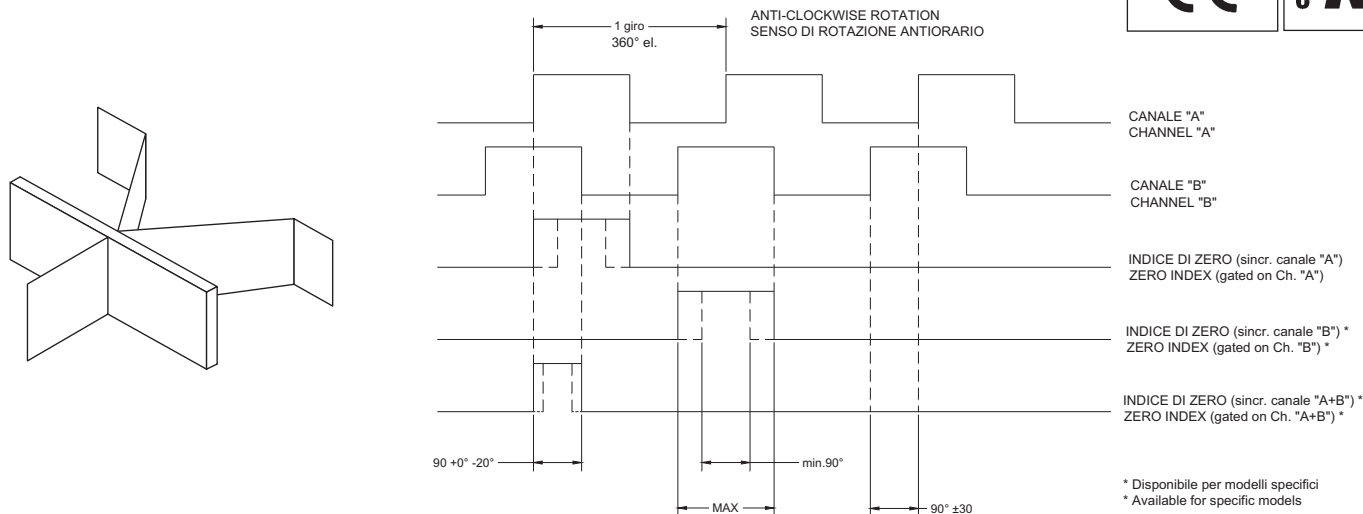 ANTI-CLOCKWISE ROTATION
SENSO DI ROTAZIONE ANTIORARIO
1 giro
360° el.
CANALE "A"
CHANNEL "A"
CANALE "B"
CHANNEL "B"
INDICE DI ZERO (sincr. canale "A")
ZERO INDEX (gated on Ch. "A")
INDICE DI ZERO (sincr. canale "B") *
ZERO INDEX (gated on Ch. "B") *
INDICE DI ZERO (sincr. canale "A+B") *
ZERO INDEX (gated on Ch. "A+B") *
90 +0° -20°
min.90°
MAX
90° ±30
* Disponibile per modelli specifici
* Available for specific models